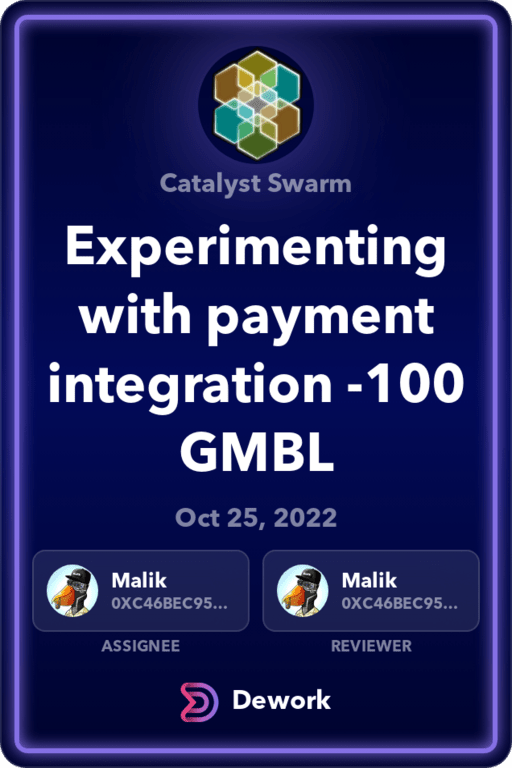 Catalyst Swarm
Experimenting
with payment
integration -100
GMBL
Oct 25, 2022
Malik
0XC46BEC95...
ASSIGNEE
Malik
0XC46BEC95...
REVIEWER
Dework